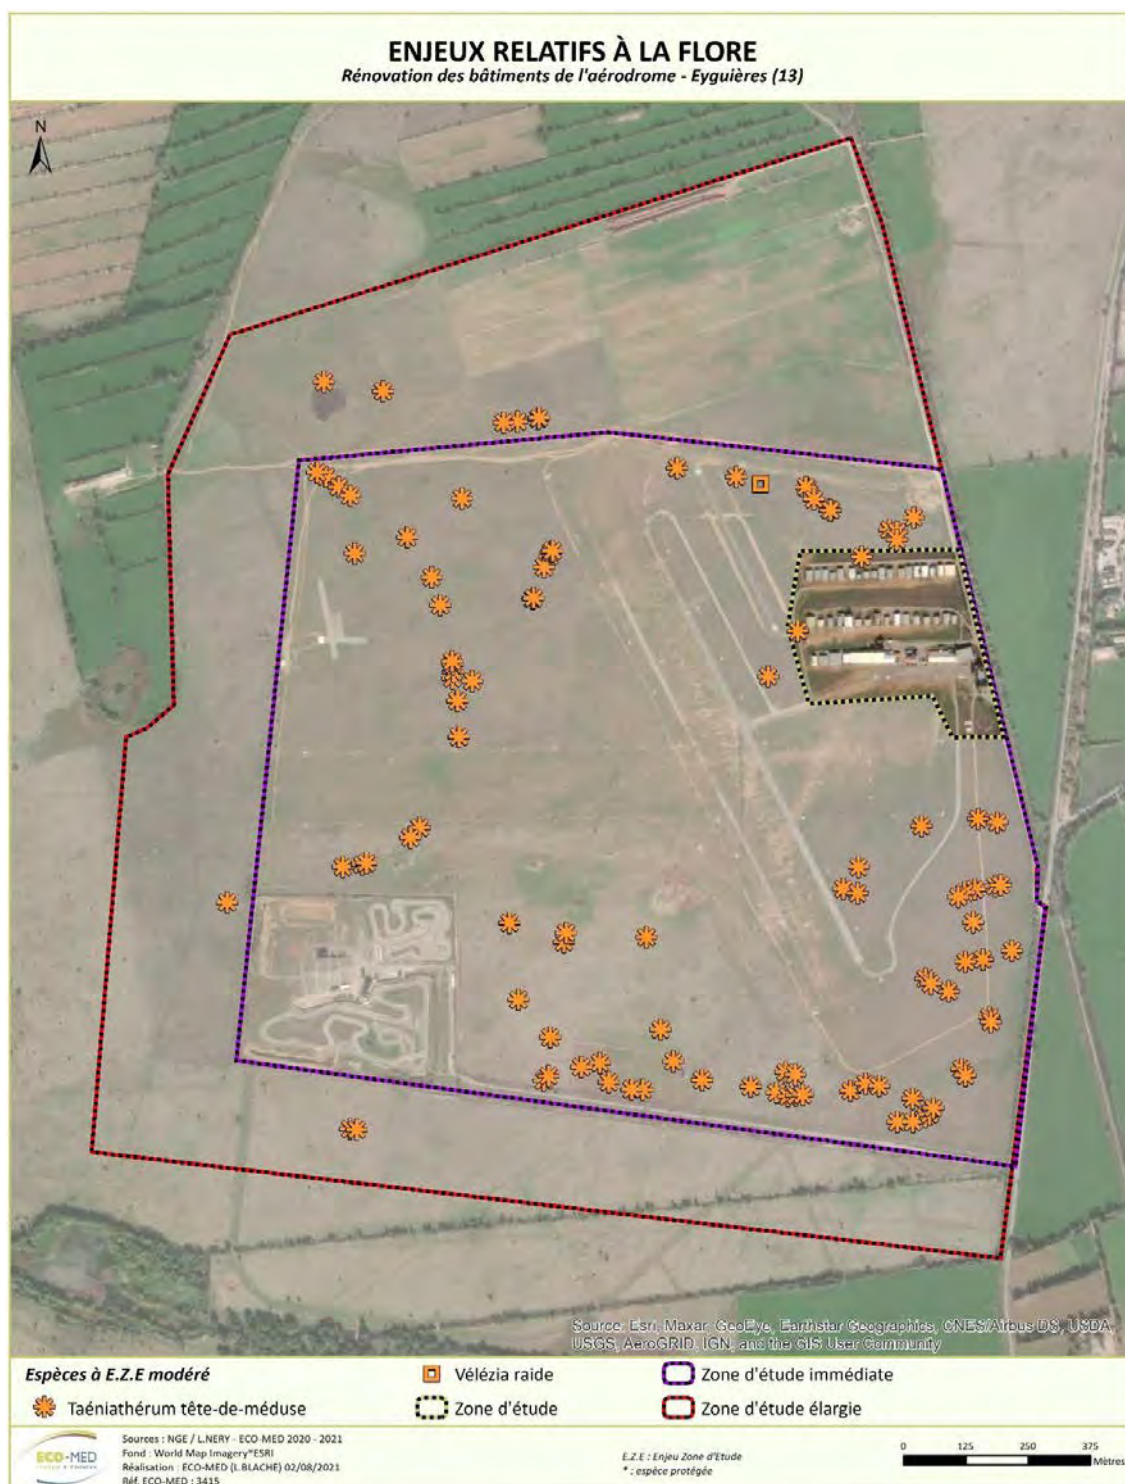 ENJEUX RELATIFS À LA FLORE
Rénovation des bâtiments de l'aérodrome - Eyguières (13)
N
Source: Esri, Maxar, GeoEye, Earthstar Geographics, CNES/Airbus DS, USDA,
USGS, AeroGRID, IGN, and the GIS User Community
Espèces à E.Z.E modéré
Vélézia raide
Zone d'étude immédiate
Taéniathérum tête-de-méduse
Zone d'étude
Zone d'étude élargie
ECO-MED
Sources : NGE / L.NERY - ECO-MED 2020 - 2021
Fond : World Map Imagery"ESRI
Réalisation : ECO-MED (L.BLACHE) 02/08/2021
Réf. ECO-MED : 3415
E.Z.E : Enjeu Zone d'Etude
* : espèce protégée
0 125 250 375
Mètres